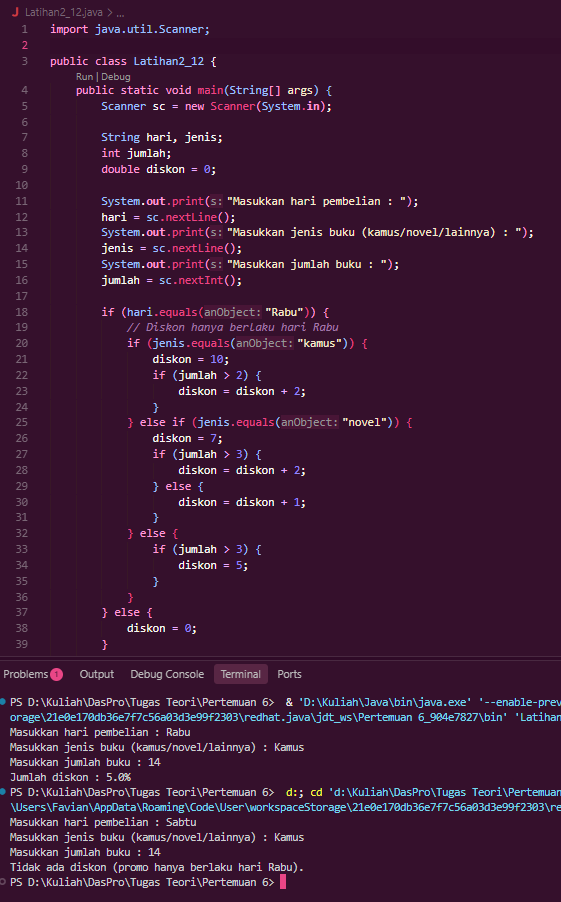 J Latihan2_12.java > ...
1 import java.util.Scanner;
2
3 public class Latihan2_12 {
Run | Debug
4 public static void main(String[] args) {
5 Scanner sc = new Scanner(System.in);
6
7 String hari, jenis;
8 int jumlah;
9 double diskon = 0;
10
11 System.out.print(s: "Masukkan hari pembelian : ");
12 hari = sc.nextLine();
13 System.out.print(s: "Masukkan jenis buku (kamus/novel/lainnya) : ");
14 jenis = sc.nextLine();
15 System.out.print(s: "Masukkan jumlah buku : ");
16 jumlah = sc.nextInt();
17
18 if (hari.equals(anObject: "Rabu")) {
19 // Diskon hanya berlaku hari Rabu
20 if (jenis.equals(anObject: "kamus")) {
21 diskon = 10;
22 if (jumlah > 2) {
23 diskon = diskon + 2;
24 }
25 } else if (jenis.equals(anObject: "novel")) {
26 diskon = 7;
27 if (jumlah > 3) {
28 diskon = diskon + 2;
29 } else {
30 diskon = diskon + 1;
31 }
32 } else {
33 if (jumlah > 3) {
34 diskon = 5;
35 }
36 }
37 } else {
38 diskon = 0;
39 }
Problems 1 Output Debug Console Terminal Ports
PS D:\Kuliah\DasPro\Tugas Teori\Pertemuan 6> & 'D:\Kuliah\Java\bin\java.exe' '--enable-prev
orage\21e0e170db36e7f7c56a03d3e99f2303\redhat.java\jdt_ws\Pertemuan 6_904e7827\bin' 'Latihan
Masukkan hari pembelian : Rabu
Masukkan jenis buku (kamus/novel/lainnya) : Kamus
Masukkan jumlah buku : 14
Jumlah diskon : 5.0%
PS D:\Kuliah\DasPro\Tugas Teori\Pertemuan 6> d:; cd 'd:\Kuliah\DasPro\Tugas Teori\Pertemuan
\Users\Favian\AppData\Roaming\Code\User\workspaceStorage\21e0e170db36e7f7c56a03d3e99f2303\re
Masukkan hari pembelian : Sabtu
Masukkan jenis buku (kamus/novel/lainnya) : Kamus
Masukkan jumlah buku : 14
Tidak ada diskon (promo hanya berlaku hari Rabu).
PS D:\Kuliah\DasPro\Tugas Teori\Pertemuan 6>